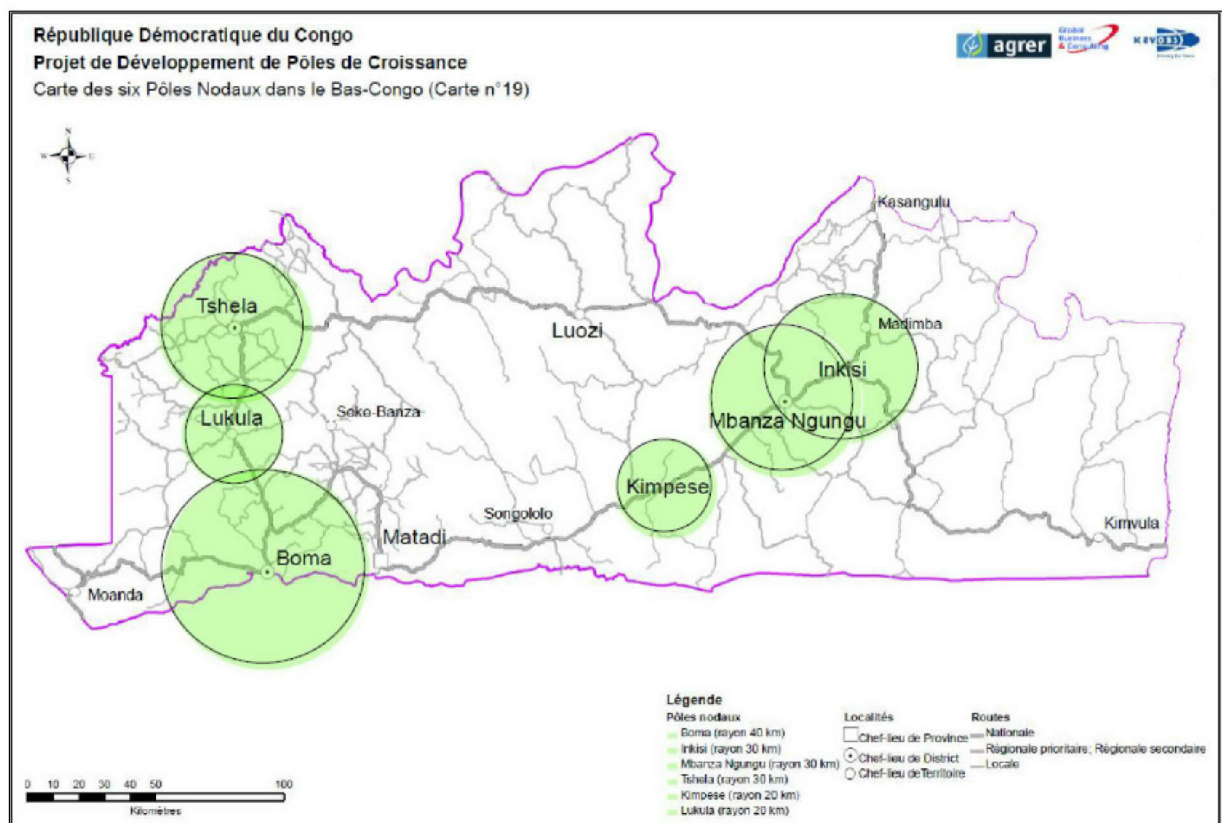 République Démocratique du Congo
Projet de Développement de Pôles de Croissance
Carte des six Pôles Nodaux dans le Bas-Congo (Carte n°19)
agrer
Global
Business
& Consulting
N
W E
S
Kasangulu
Tshela
Luozi
Madimba
Inkisi
Lukula
Seke-Banza
Mbanza Ngungu
Kimpese
Songololo
Kimvula
Matadi
Boma
Moanda
Légende
Pôles nodaux
Boma (rayon 40 km)
Inkisi (rayon 30 km)
Mbanza Ngungu (rayon 30 km)
Tshela (rayon 30 km)
Kimpese (rayon 20 km)
Lukula (rayon 20 km)
Localités
Chef-lieu de Province
Chef-lieu de District
Chef-lieu de Territoire
Routes
Nationale
Régionale prioritaire; Régionale secondaire
Locale
0 10 20 30 40 50 100
Kilomètres